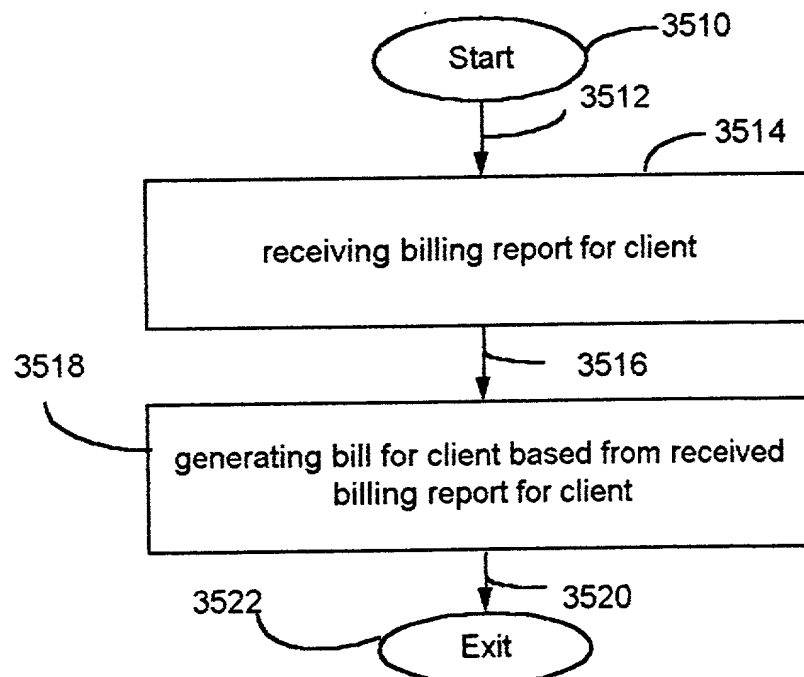 Start
3510
3512
3514
receiving billing report for client
3516
3518
generating bill for client based from received
billing report for client
3520
3522
Exit